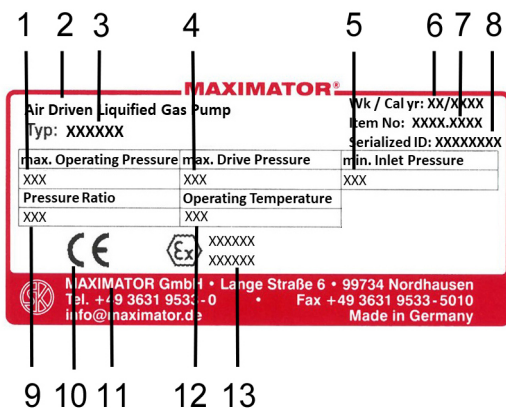 1 2 3 4 5 6 7 8
MAXIMATOR®
Air Driven Liquified Gas Pump
Typ: XXXXXX
Wk / Cal yr: XX/XXXX
Item No: XXXX.XXXX
Serialized ID: XXXXXXXX
max. Operating Pressure max. Drive Pressure min. Inlet Pressure
XXX XXX XXX
Pressure Ratio Operating Temperature
XXX XXX
CE Ex XXXXXX
XXXXXX
MAXIMATOR GmbH • Lange Straße 6 • 99734 Nordhausen
Tel. +49 3631 9533-0 • Fax +49 3631 9533-5010
info@maximator.de Made in Germany
9 10 11 12 13